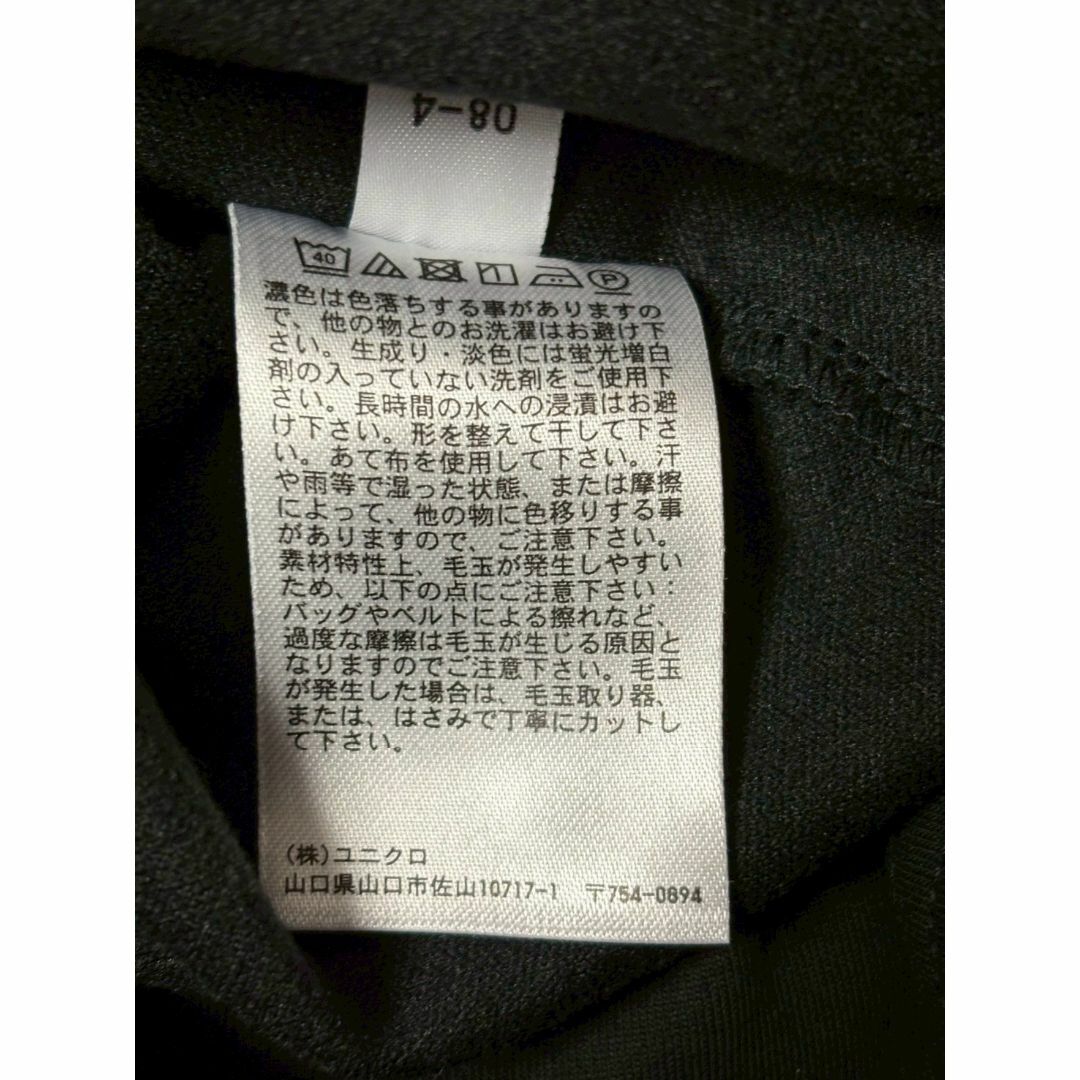 08-4
40
P
濃色は色落ちする事がありますの
で、他の物とのお洗濯はお避け下
さい。生成り・淡色には蛍光増白
剤の入っていない洗剤をご使用下
さい。長時間の水への浸漬はお避
け下さい。形を整えて干して下さ
い。あて布を使用して下さい。汗
や雨等で湿った状態、または摩擦
によって、他の物に色移りする事
がありますので、ご注意下さい。
素材特性上、毛玉が発生しやすい
ため、以下の点にご注意下さい：
バッグやベルトによる擦れなど、
過度な摩擦は毛玉が生じる原因と
なりますのでご注意下さい。毛玉
が発生した場合は、毛玉取り器、
または、はさみで丁寧にカットし
て下さい。
(株)ユニクロ
山口県山口市佐山10717-1 〒754-0894